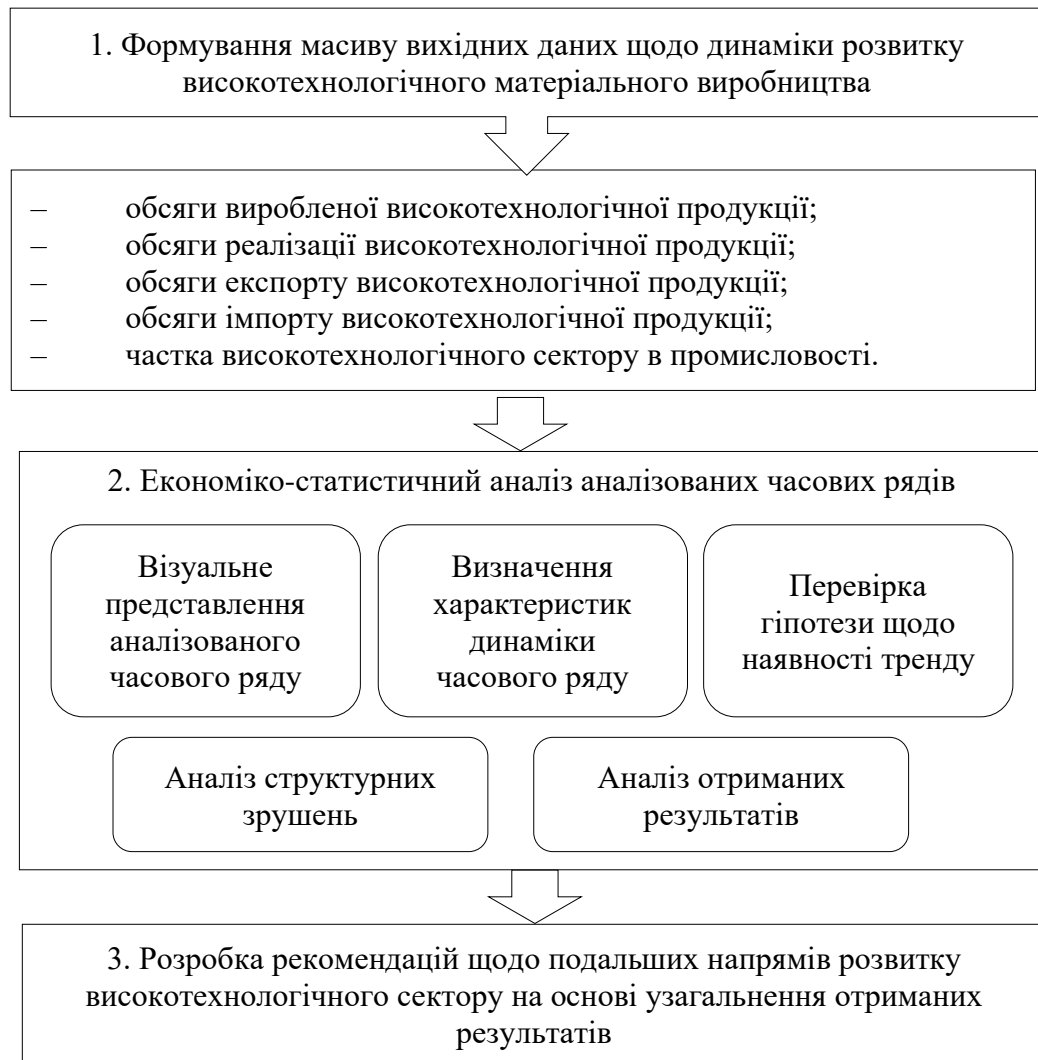 1. Формування масиву вихідних даних щодо динаміки розвитку
високотехнологічного матеріального виробництва
– обсяги виробленої високотехнологічної продукції;
– обсяги реалізації високотехнологічної продукції;
– обсяги експорту високотехнологічної продукції;
– обсяги імпорту високотехнологічної продукції;
– частка високотехнологічного сектору в промисловості.
2. Економіко-статистичний аналіз аналізованих часових рядів
Візуальне
представлення
аналізованого
часового ряду
Визначення
характеристик
динаміки
часового ряду
Перевірка
гіпотези щодо
наявності тренду
Аналіз структурних
зрушень
Аналіз отриманих
результатів
3. Розробка рекомендацій щодо подальших напрямів розвитку
високотехнологічного сектору на основі узагальнення отриманих
результатів